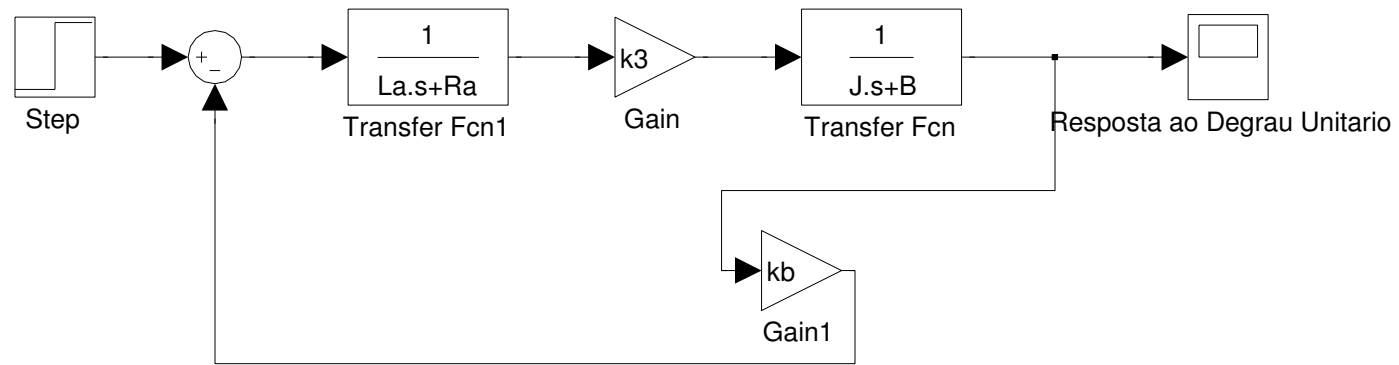 Step
+
−
1
La.s+Ra
Transfer Fcn1
k3
Gain
1
J.s+B
Transfer Fcn
Resposta ao Degrau Unitario
kb
Gain1